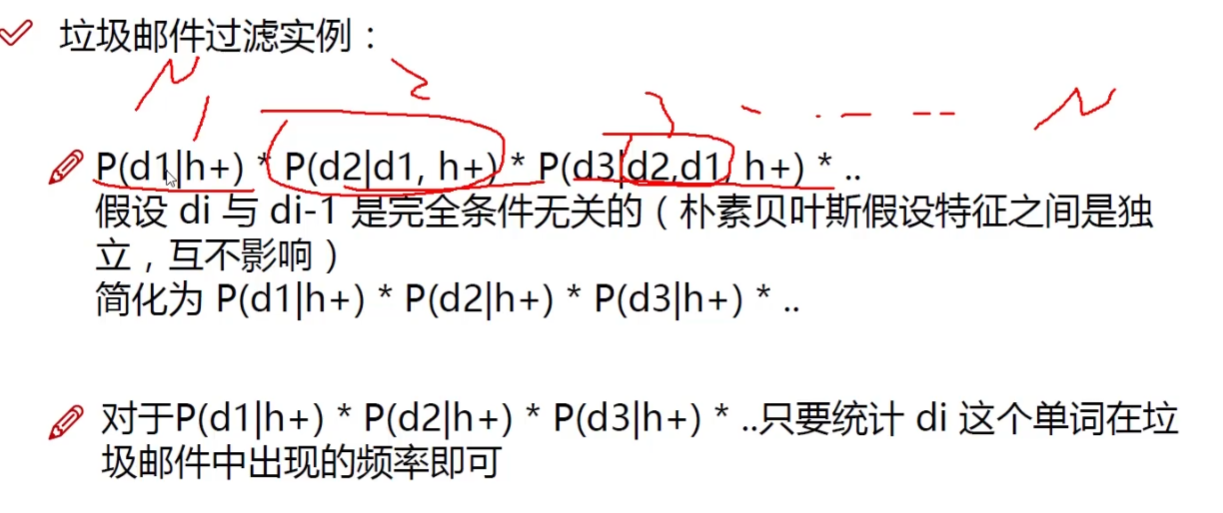 垃圾邮件过滤实例：
N
1 2 3 N
P(d1|h+) * P(d2|d1, h+) * P(d3|d2,d1, h+) * ..
假设 di 与 di-1 是完全条件无关的（朴素贝叶斯假设特征之间是独
立，互不影响）
简化为 P(d1|h+) * P(d2|h+) * P(d3|h+) * ..
对于P(d1|h+) * P(d2|h+) * P(d3|h+) * ..只要统计 di 这个单词在垃
圾邮件中出现的频率即可